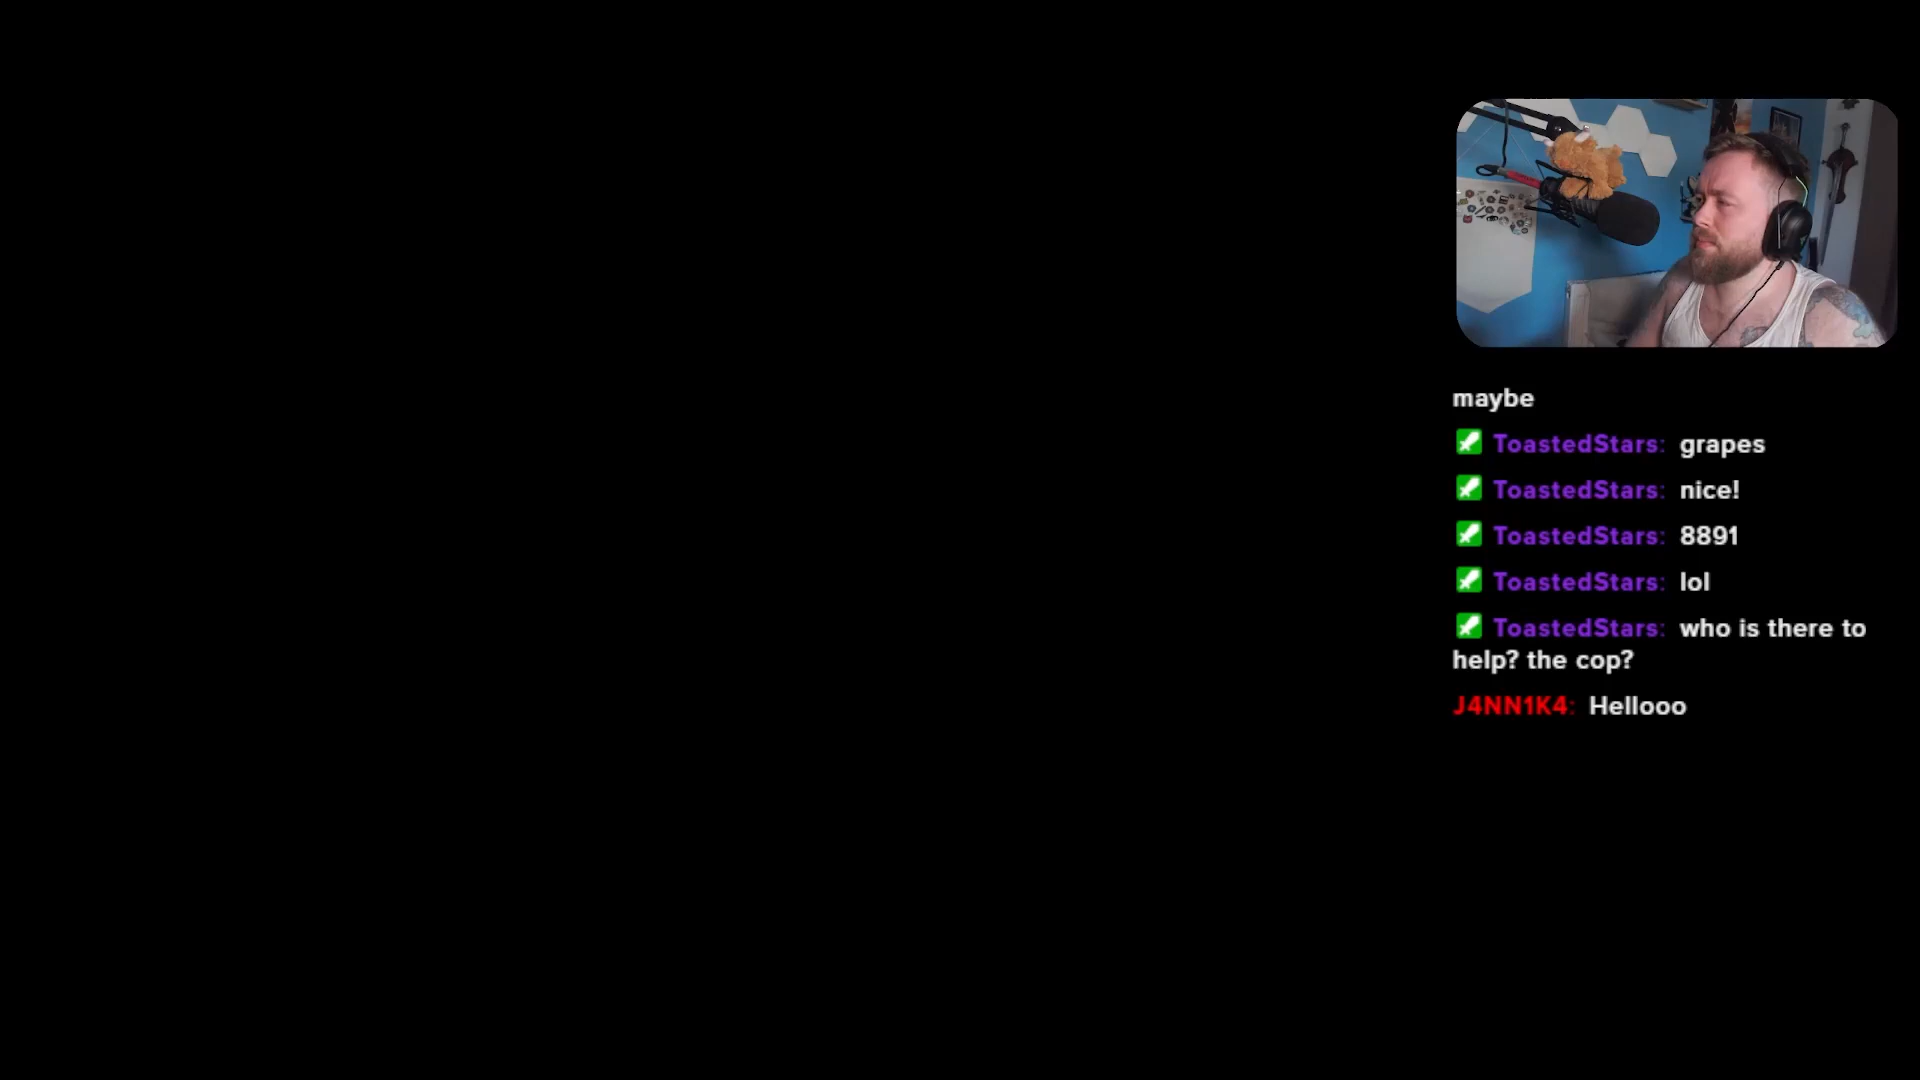 maybe
ToastedStars: grapes
ToastedStars: nice!
ToastedStars: 8891
ToastedStars: lol
ToastedStars: who is there to
help? the cop?
J4NN1K4: Hellooo